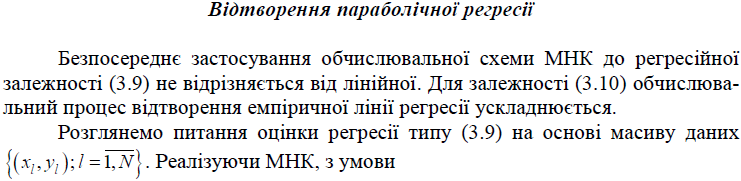 Відтворення параболічної регресії
Безпосереднє застосування обчислювальної схеми МНК до регресійної
залежності (3.9) не відрізняється від лінійної. Для залежності (3.10) обчислюва-
льний процес відтворення емпіричної лінії регресії ускладнюється.
Розглянемо питання оцінки регресії типу (3.9) на основі масиву даних
$\left\{(x_l, y_l); l = \overline{1, N}\right\}$. Реалізуючи МНК, з умови